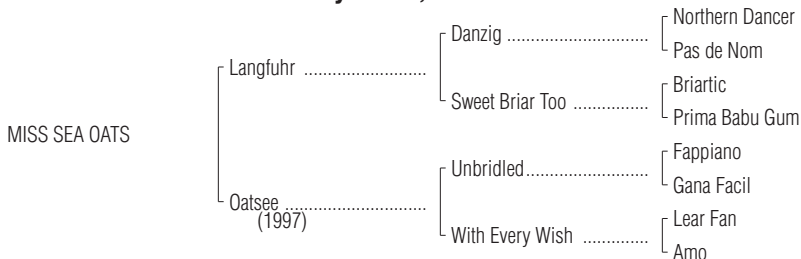 Northern Dancer
Danzig ............................
Pas de Nom
Langfuhr ..........................
Briartic
Sweet Briar Too ................
Prima Babu Gum
MISS SEA OATS
Fappiano
Unbridled..........................
Gana Facil
Oatsee .............................
(1997)
Lear Fan
With Every Wish ..............
Amo